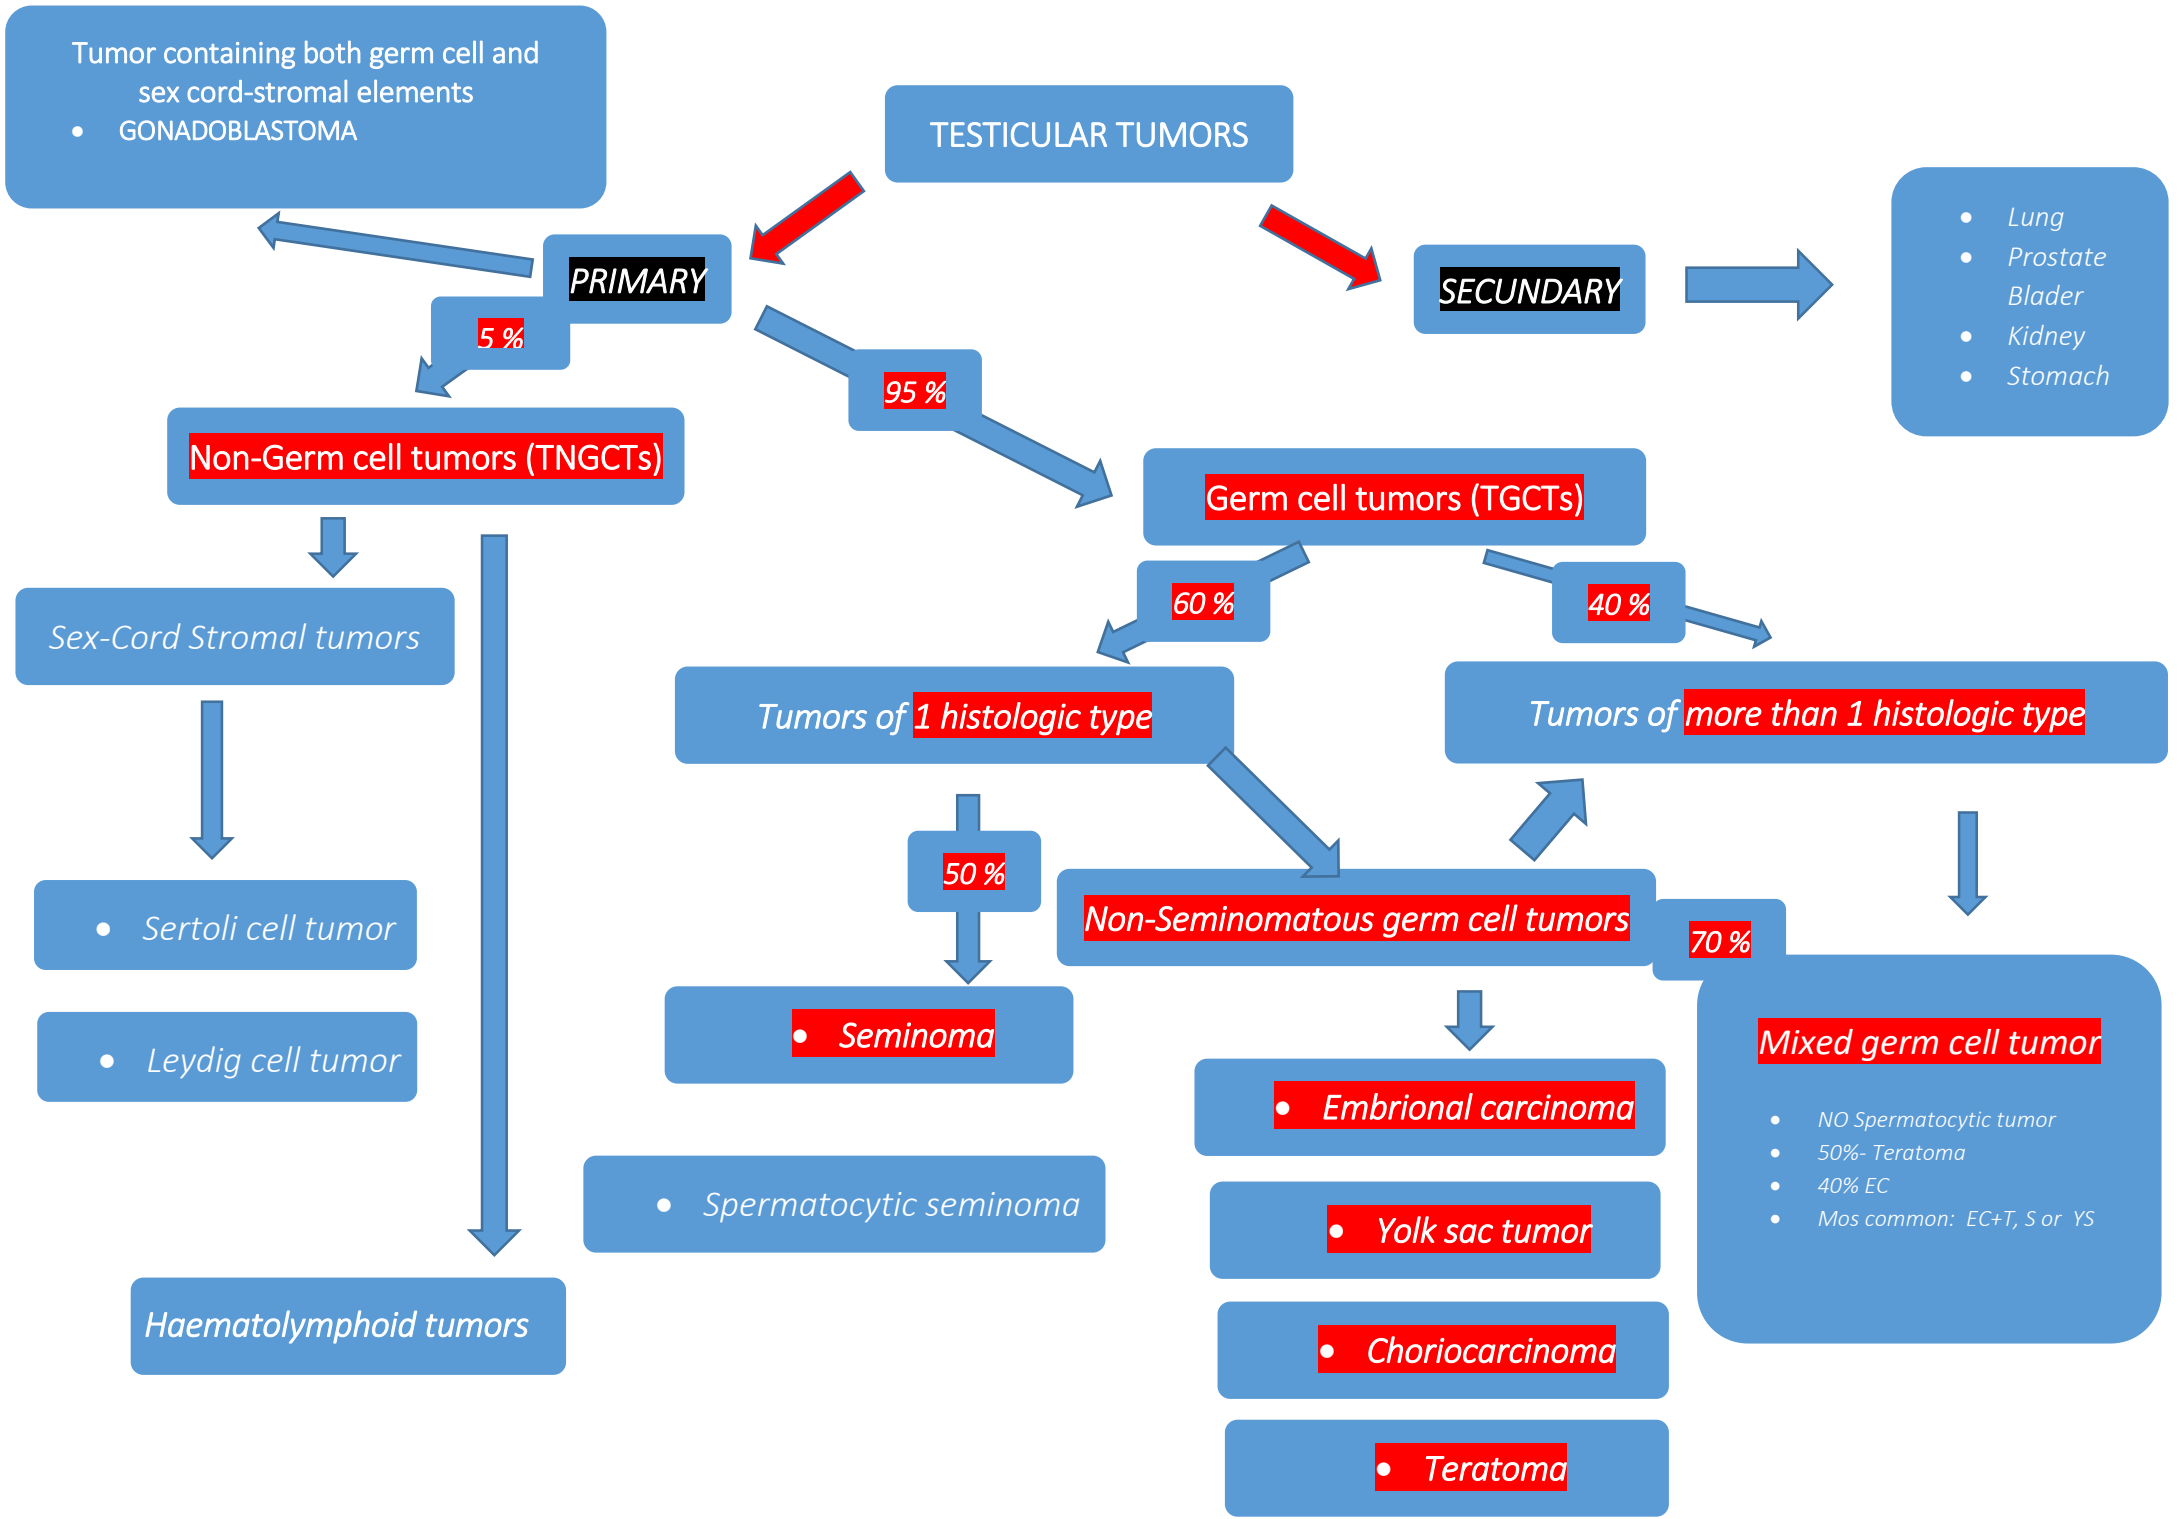 Tumor containing both germ cell and
sex cord-stromal elements
• GONADOBLASTOMA
TESTICULAR TUMORS
PRIMARY
SECUNDARY
• Lung
• Prostate
Blader
• Kidney
• Stomach
5 %
95 %
Non-Germ cell tumors (TNGCTs)
Germ cell tumors (TGCTs)
60 %
40 %
Sex-Cord Stromal tumors
Tumors of 1 histologic type
Tumors of more than 1 histologic type
50 %
Non-Seminomatous germ cell tumors
70 %
• Sertoli cell tumor
• Leydig cell tumor
• Seminoma
Mixed germ cell tumor
• NO Spermatocytic tumor
• 50%- Teratoma
• 40% EC
• Mos common: EC+T, S or YS
• Embrional carcinoma
• Spermatocytic seminoma
• Yolk sac tumor
Haematolymphoid tumors
• Choriocarcinoma
• Teratoma